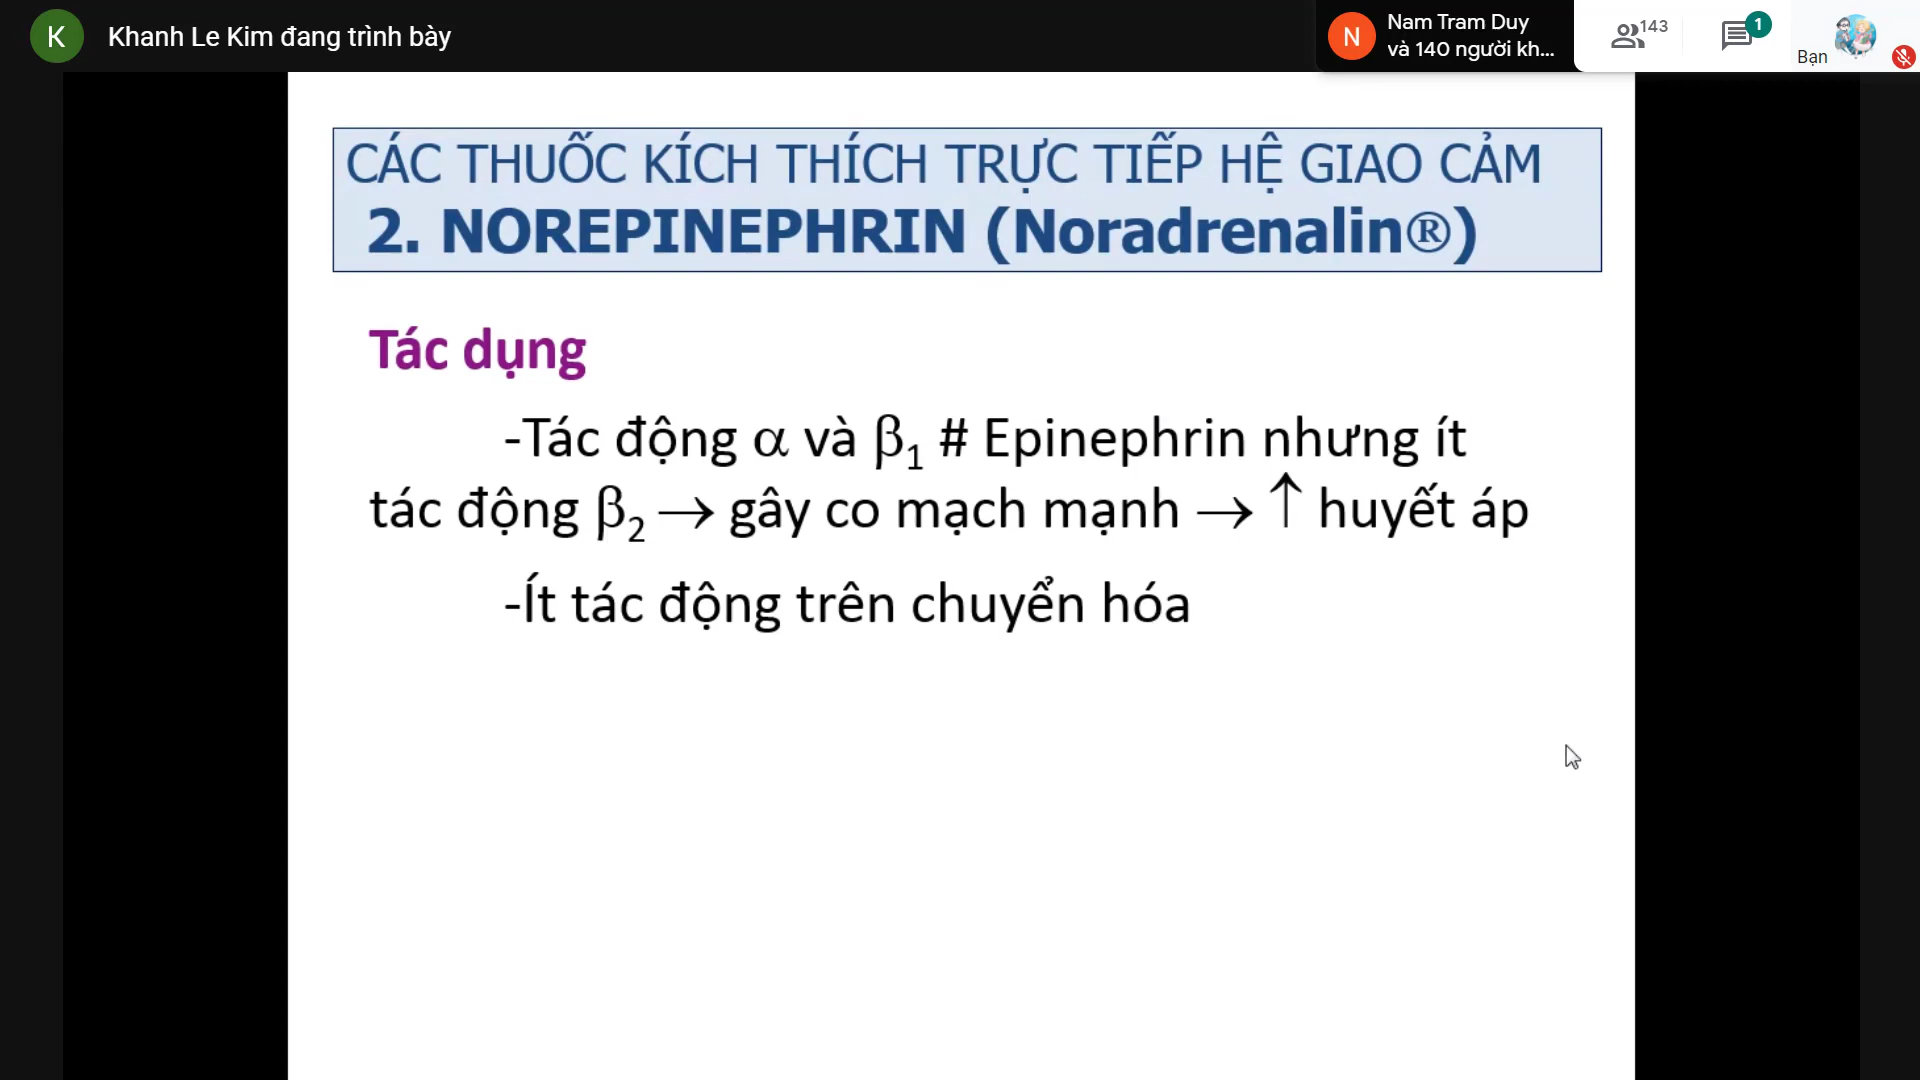 K
Khanh Le Kim đang trình bày
N
Nam Tram Duy
và 140 người kh...
143
1
Bạn
CÁC THUỐC KÍCH THÍCH TRỰC TIẾP HỆ GIAO CẢM
2. NOREPINEPHRIN (Noradrenalin®)
Tác dụng
-Tác động α và β₁ # Epinephrin nhưng ít
tác động β₂ → gây co mạch mạnh → ↑ huyết áp
-Ít tác động trên chuyển hóa